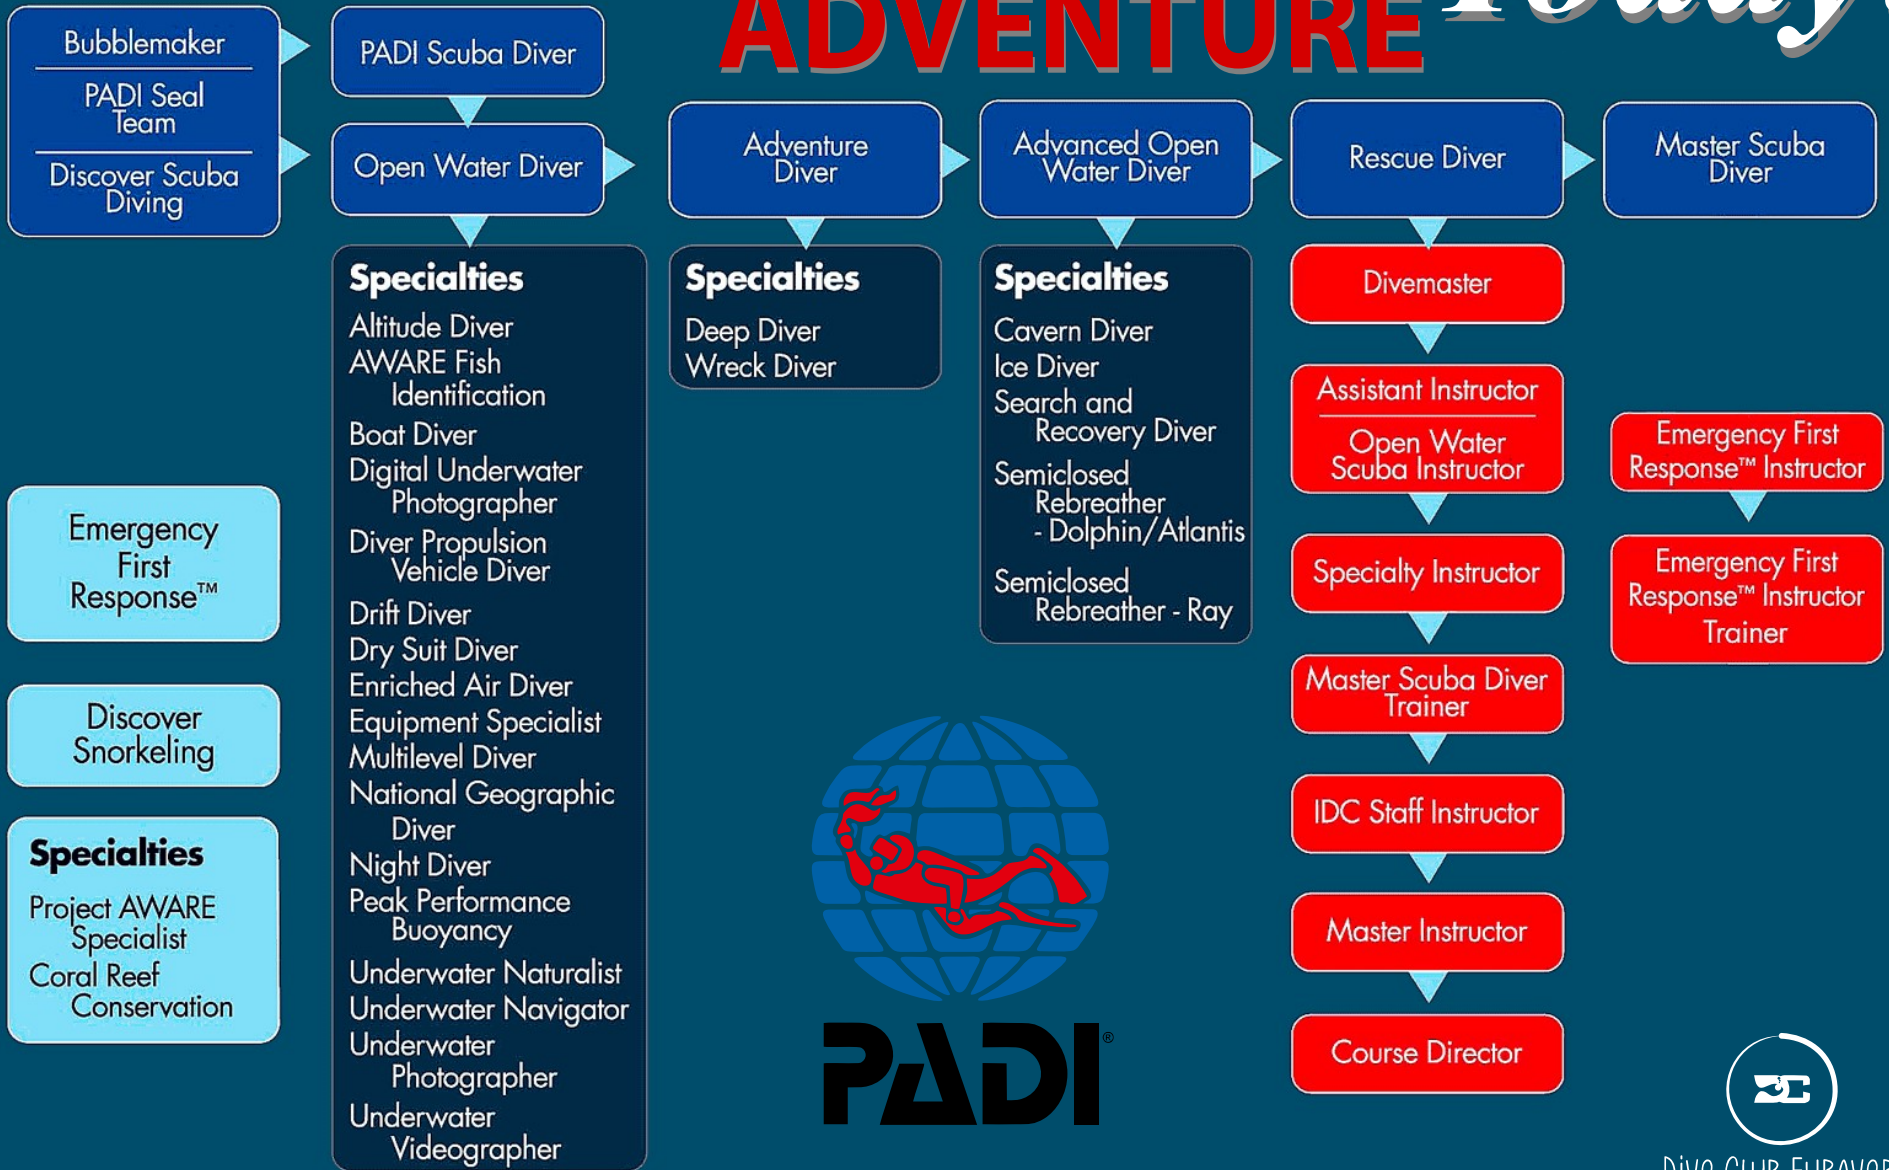 ADVENTURE
Today
Bubblemaker
PADI Seal
Team
Discover Scuba
Diving
PADI Scuba Diver
Open Water Diver
Adventure
Diver
Advanced Open
Water Diver
Rescue Diver
Master Scuba
Diver
Emergency
First
Response™
Discover
Snorkeling
Specialties
Project AWARE
Specialist
Coral Reef
Conservation
Specialties
Altitude Diver
AWARE Fish
Identification
Boat Diver
Digital Underwater
Photographer
Diver Propulsion
Vehicle Diver
Drift Diver
Dry Suit Diver
Enriched Air Diver
Equipment Specialist
Multilevel Diver
National Geographic
Diver
Night Diver
Peak Performance
Buoyancy
Underwater Naturalist
Underwater Navigator
Underwater
Photographer
Underwater
Videographer
Specialties
Deep Diver
Wreck Diver
Specialties
Cavern Diver
Ice Diver
Search and
Recovery Diver
Semiclosed
Rebreather
- Dolphin/Atlantis
Semiclosed
Rebreather - Ray
Divemaster
Assistant Instructor
Open Water
Scuba Instructor
Specialty Instructor
Master Scuba Diver
Trainer
IDC Staff Instructor
Master Instructor
Course Director
Emergency First
Response™ Instructor
Emergency First
Response™ Instructor
Trainer
PADI®